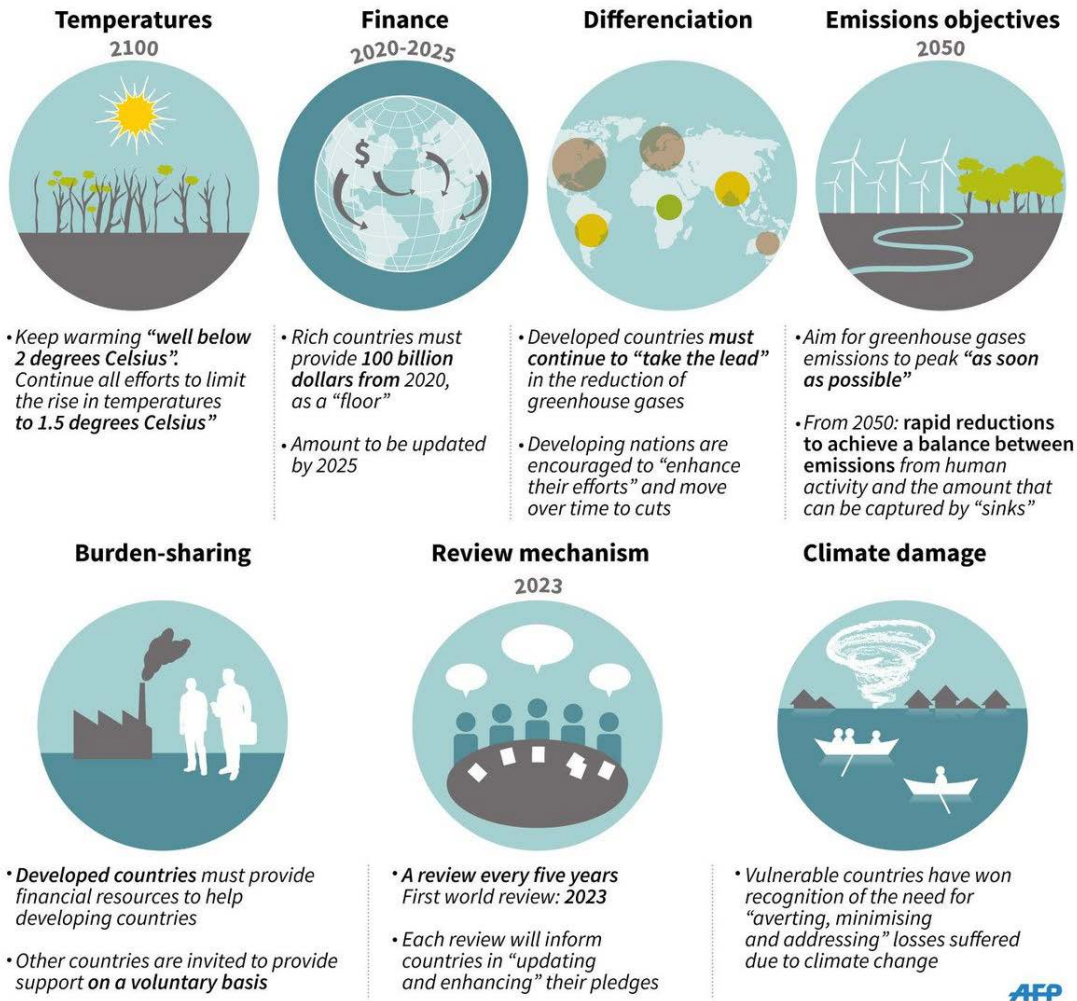 Temperatures
2100
• Keep warming “well below
2 degrees Celsius”.
Continue all efforts to limit
the rise in temperatures
to 1.5 degrees Celsius”
Finance
2020-2025
$
• Rich countries must
provide 100 billion
dollars from 2020,
as a “floor”
• Amount to be updated
by 2025
Differenciation
• Developed countries must
continue to “take the lead”
in the reduction of
greenhouse gases
• Developing nations are
encouraged to “enhance
their efforts” and move
over time to cuts
Emissions objectives
2050
• Aim for greenhouse gases
emissions to peak “as soon
as possible”
• From 2050: rapid reductions
to achieve a balance between
emissions from human
activity and the amount that
can be captured by “sinks”
Burden-sharing
• Developed countries must provide
financial resources to help
developing countries
• Other countries are invited to provide
support on a voluntary basis
Review mechanism
2023
• A review every five years
First world review: 2023
• Each review will inform
countries in “updating
and enhancing” their pledges
Climate damage
• Vulnerable countries have won
recognition of the need for
“averting, minimising
and addressing” losses suffered
due to climate change
AFP